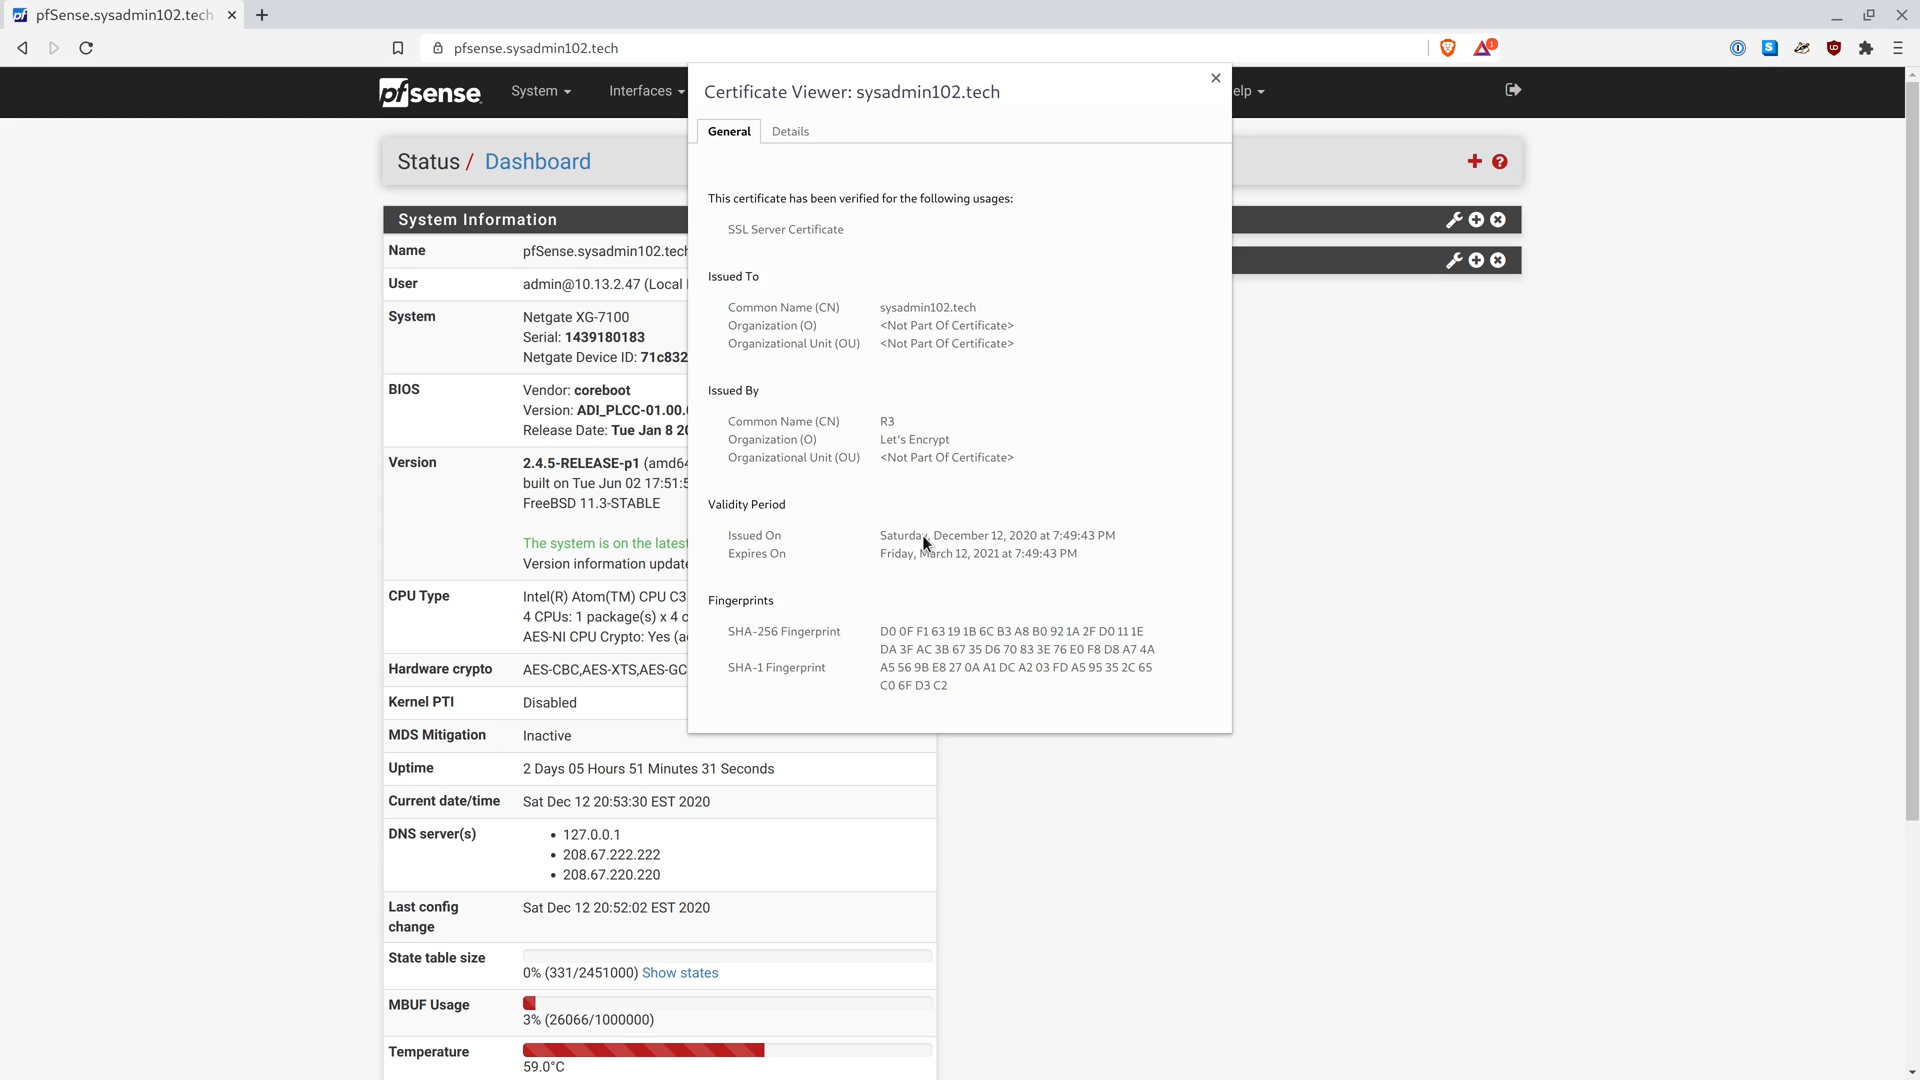 pfSense.sysadmin102.tech
pfsense.sysadmin102.tech
1
pfsense
System
Interfaces
elp
Status / Dashboard
System Information
Name pfSense.sysadmin102.tech
User admin@10.13.2.47 (Local
System Netgate XG-7100
Serial: 1439180183
Netgate Device ID: 71c832
BIOS Vendor: coreboot
Version: ADI_PLCC-01.00.
Release Date: Tue Jan 8 20
Version 2.4.5-RELEASE-p1 (amd64
built on Tue Jun 02 17:51:5
FreeBSD 11.3-STABLE
The system is on the latest
Version information update
CPU Type Intel(R) Atom(TM) CPU C3
4 CPUs: 1 package(s) x 4 c
AES-NI CPU Crypto: Yes (a
Hardware crypto AES-CBC,AES-XTS,AES-GC
Kernel PTI Disabled
MDS Mitigation Inactive
Uptime 2 Days 05 Hours 51 Minutes 31 Seconds
Current date/time Sat Dec 12 20:53:30 EST 2020
DNS server(s)
• 127.0.0.1
• 208.67.222.222
• 208.67.220.220
Last config
change
Sat Dec 12 20:52:02 EST 2020
State table size
0% (331/2451000) Show states
MBUF Usage
3% (26066/1000000)
Temperature
59.0°C
Certificate Viewer: sysadmin102.tech
General Details
This certificate has been verified for the following usages:
SSL Server Certificate
Issued To
Common Name (CN) sysadmin102.tech
Organization (O) <Not Part Of Certificate>
Organizational Unit (OU) <Not Part Of Certificate>
Issued By
Common Name (CN) R3
Organization (O) Let's Encrypt
Organizational Unit (OU) <Not Part Of Certificate>
Validity Period
Issued On Saturday, December 12, 2020 at 7:49:43 PM
Expires On Friday, March 12, 2021 at 7:49:43 PM
Fingerprints
SHA-256 Fingerprint D0 0F F1 63 19 1B 6C B3 A8 B0 92 1A 2F D0 11 1E
DA 3F AC 3B 67 35 D6 70 83 3E 76 E0 F8 D8 A7 4A
SHA-1 Fingerprint A5 56 9B E8 27 0A A1 DC A2 03 FD A5 95 35 2C 65
C0 6F D3 C2